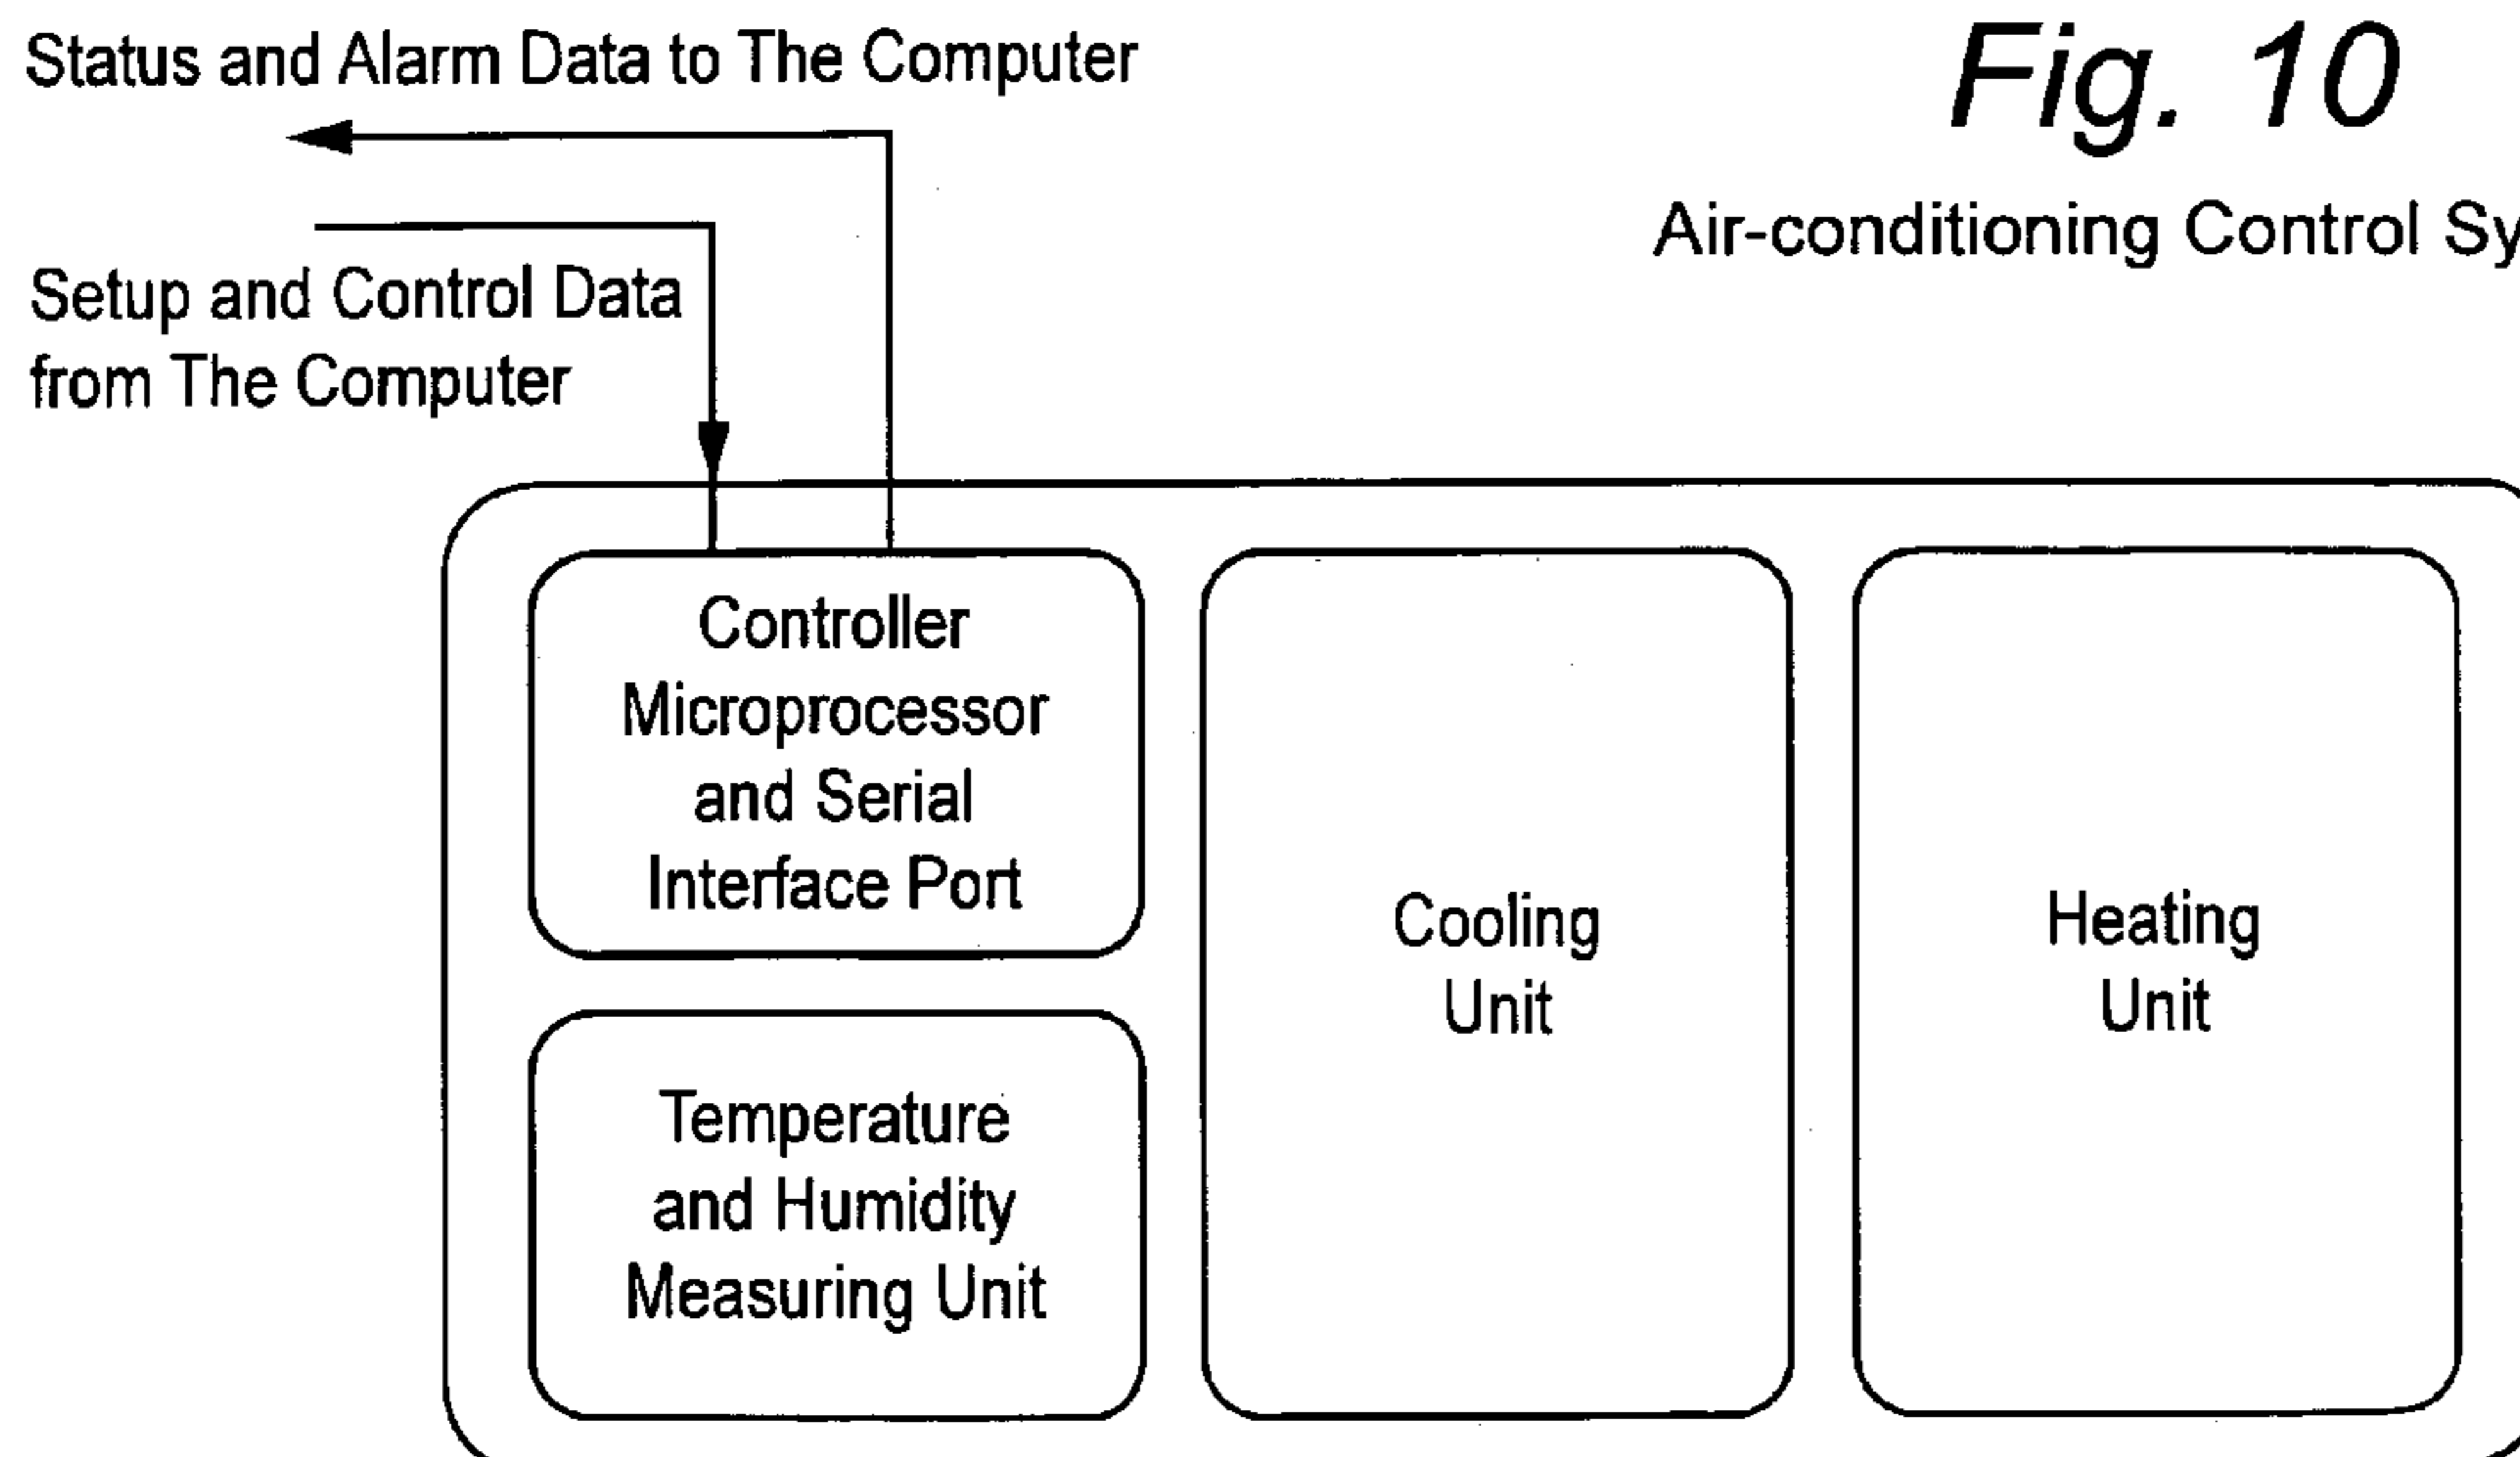 Status and Alarm Data to The Computer
Fig. 10
Air-conditioning Control Sy
Setup and Control Data
from The Computer
Controller
Microprocessor
and Serial
Interface Port
Temperature
and Humidity
Measuring Unit
Cooling
Unit
Heating
Unit